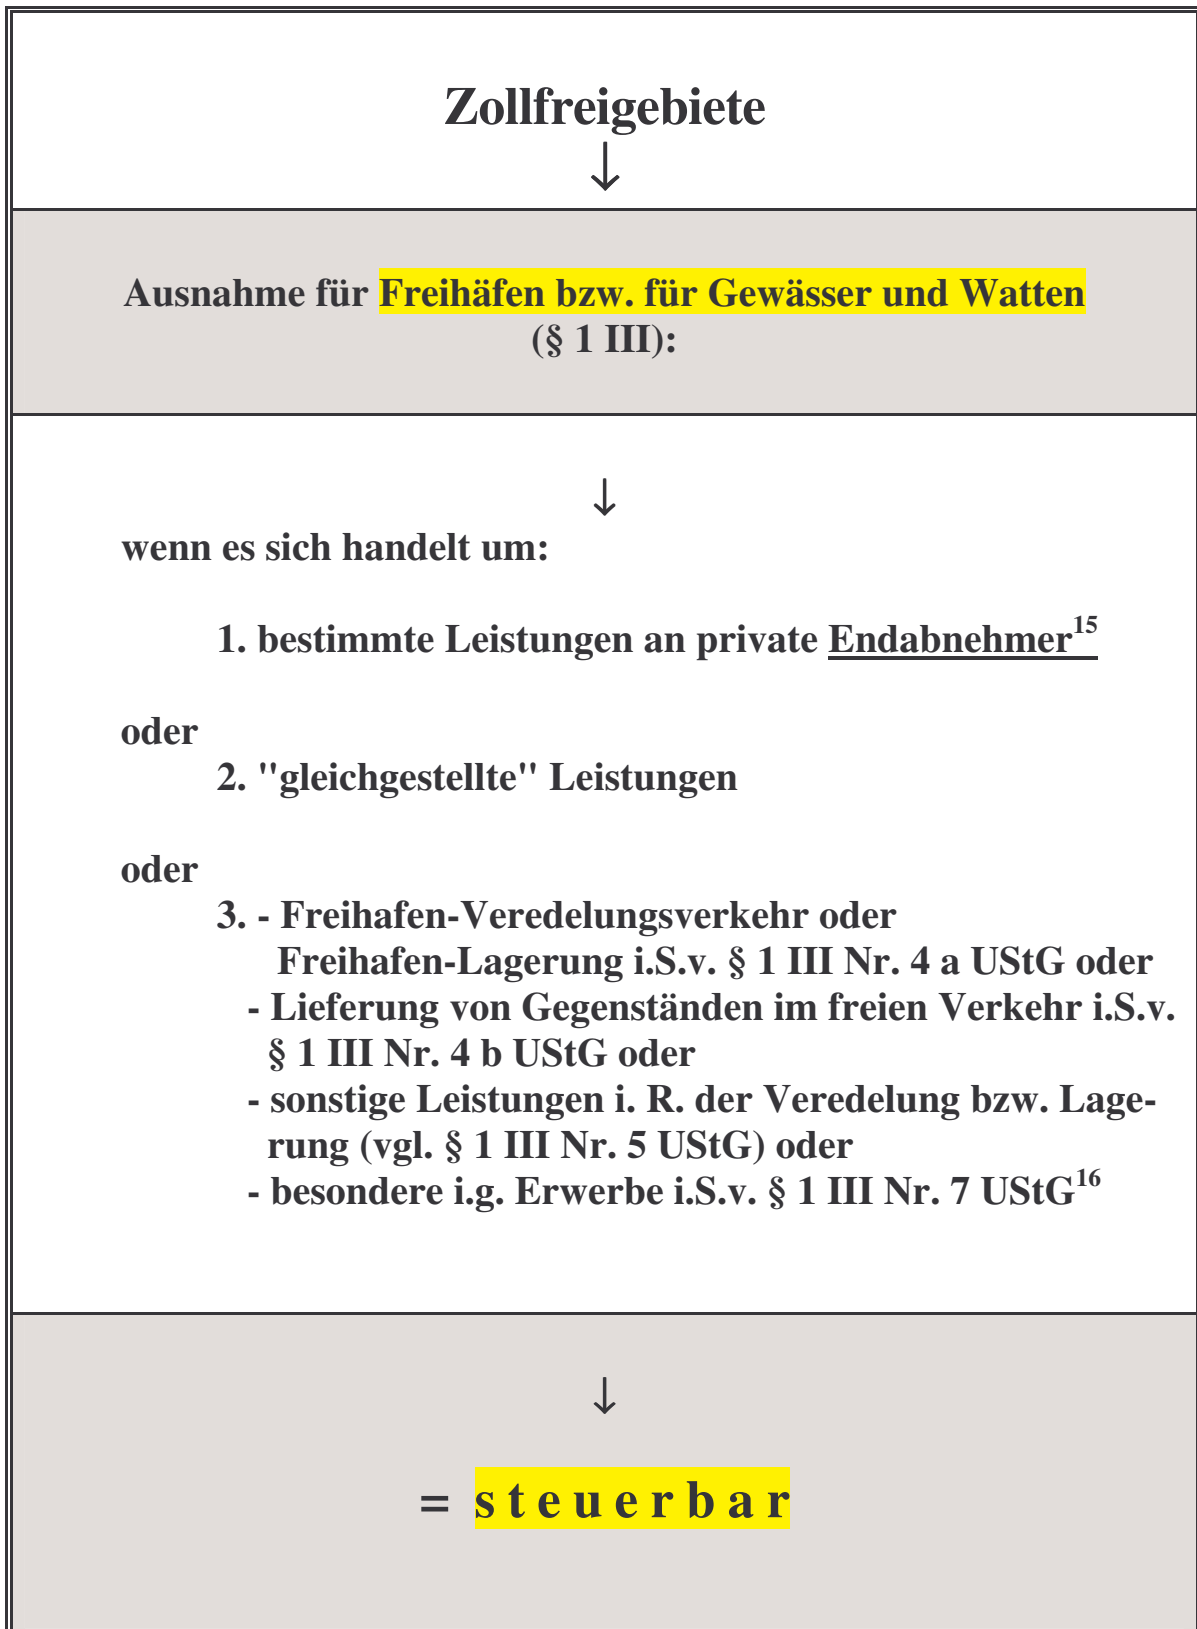 Zollfreigebiete
↓
Ausnahme für Freihäfen bzw. für Gewässer und Watten
(§ 1 III):
↓
wenn es sich handelt um:
1. bestimmte Leistungen an private Endabnehmer15
oder
2. "gleichgestellte" Leistungen
oder
3. - Freihafen-Veredelungsverkehr oder
Freihafen-Lagerung i.S.v. § 1 III Nr. 4 a UStG oder
- Lieferung von Gegenständen im freien Verkehr i.S.v.
§ 1 III Nr. 4 b UStG oder
- sonstige Leistungen i. R. der Veredelung bzw. Lage-
rung (vgl. § 1 III Nr. 5 UStG) oder
- besondere i.g. Erwerbe i.S.v. § 1 III Nr. 7 UStG16
↓
= s t e u e r b a r